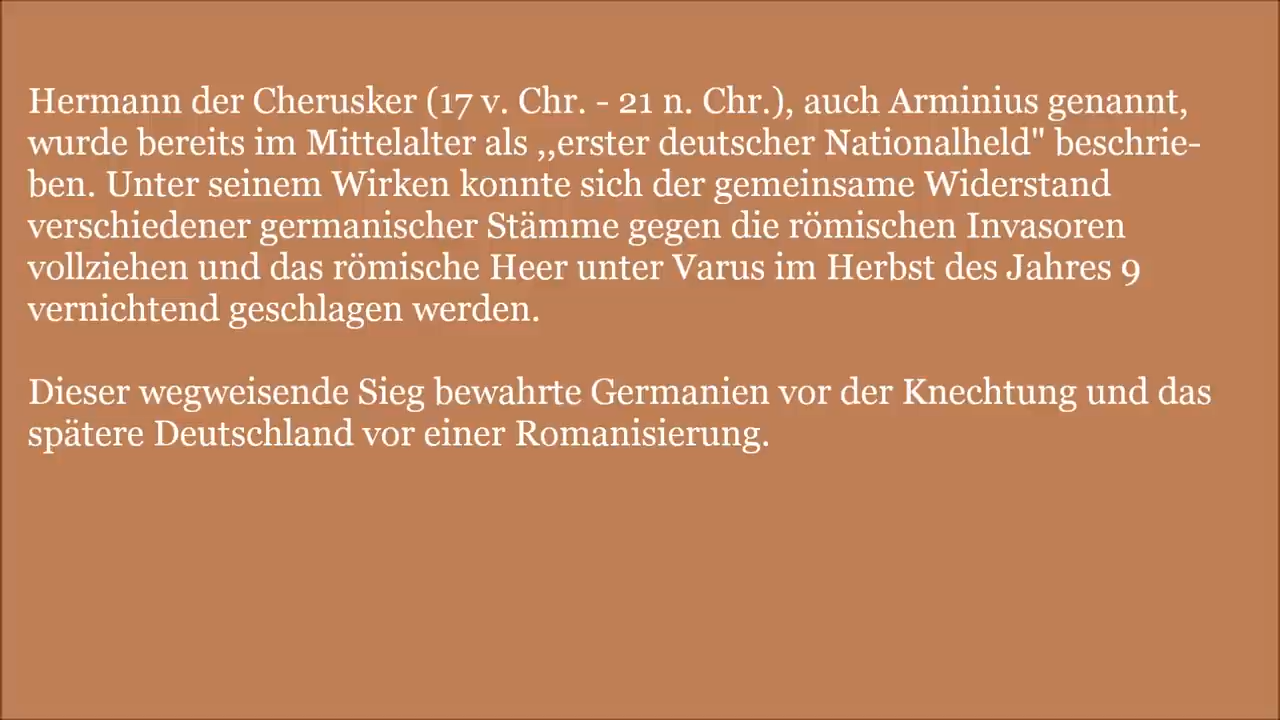 Hermann der Cherusker (17 v. Chr. - 21 n. Chr.), auch Arminius genannt,
wurde bereits im Mittelalter als ,,erster deutscher Nationalheld" beschrie-
ben. Unter seinem Wirken konnte sich der gemeinsame Widerstand
verschiedener germanischer Stämme gegen die römischen Invasoren
vollziehen und das römische Heer unter Varus im Herbst des Jahres 9
vernichtend geschlagen werden.
Dieser wegweisende Sieg bewahrte Germanien vor der Knechtung und das
spätere Deutschland vor einer Romanisierung.